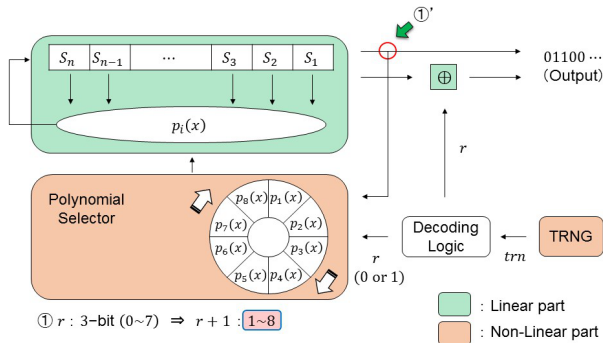 ①’
S_n S_{n−1} ⋯ S_3 S_2 S_1
01100 ⋯
(Output)
⊕
p_i(x)
r
Polynomial
Selector
p_8(x) p_1(x)
p_7(x) p_2(x)
p_6(x) p_3(x)
p_5(x) p_4(x)
Decoding
Logic
TRNG
r
(0 or 1)
trn
① r : 3-bit (0~7) ⇒ r + 1 : 1~8
: Linear part
: Non-Linear part